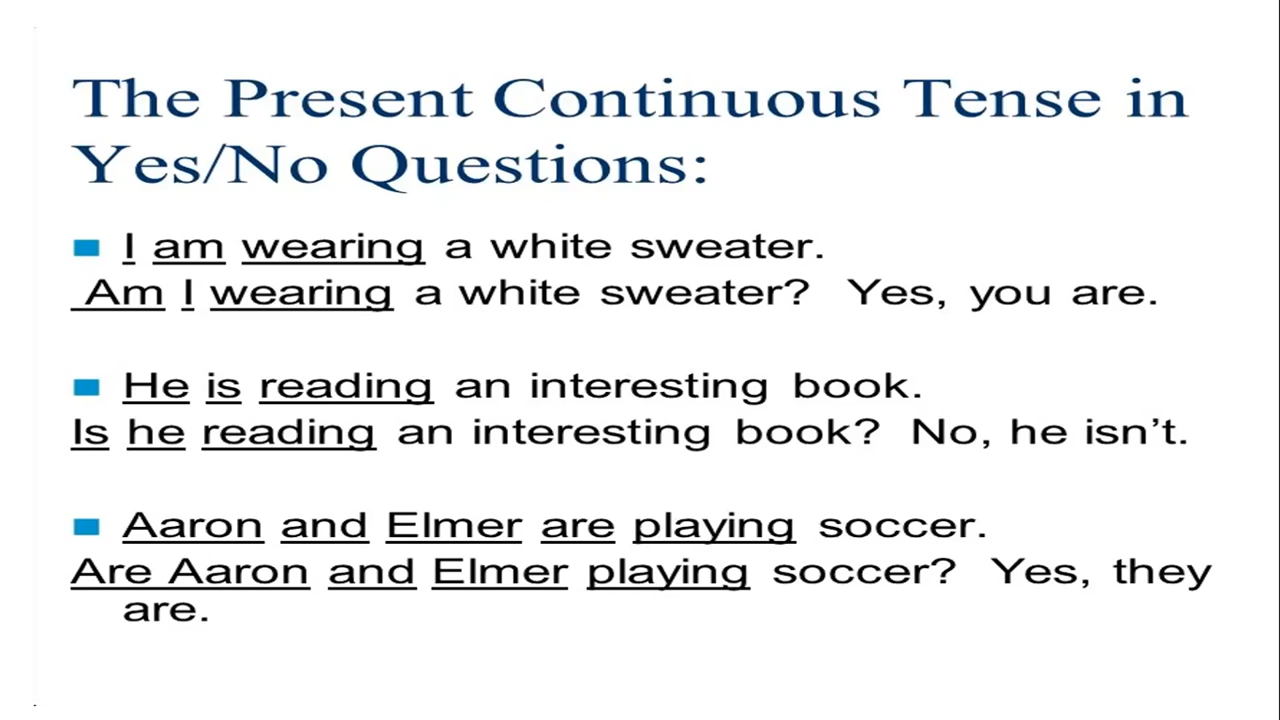 The Present Continuous Tense in
Yes/No Questions:
I am wearing a white sweater.
Am I wearing a white sweater? Yes, you are.
He is reading an interesting book.
Is he reading an interesting book? No, he isn’t.
Aaron and Elmer are playing soccer.
Are Aaron and Elmer playing soccer? Yes, they
are.